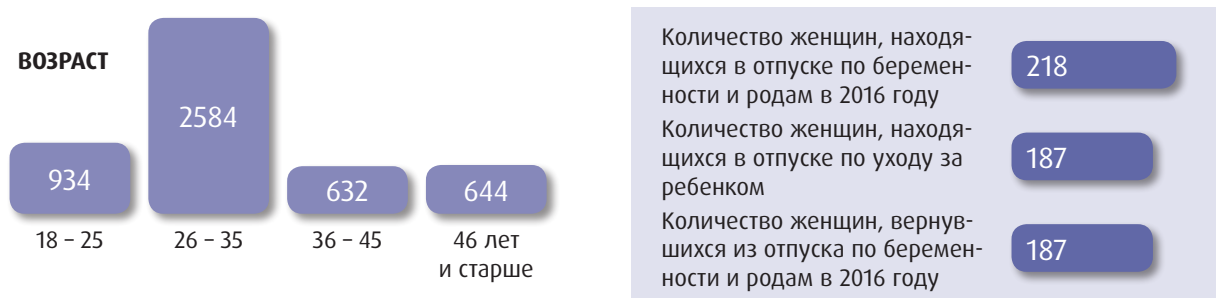 ВОЗРАСТ
934
2584
632
644
18 – 25
26 – 35
36 – 45
46 лет
и старше
Количество женщин, находя-
щихся в отпуске по беремен-
ности и родам в 2016 году
218
Количество женщин, находя-
щихся в отпуске по уходу за
ребенком
187
Количество женщин, вернув-
шихся из отпуска по беремен-
ности и родам в 2016 году
187